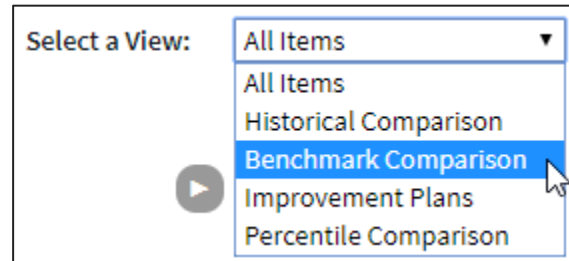 Select a View: All Items
All Items
Historical Comparison
Benchmark Comparison
Improvement Plans
Percentile Comparison